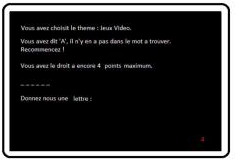 Vous avez choisit le theme : Jeux Video.
Vous avez dit 'A', il n'y en a pas dans le mot a trouver.
Recommencez !
Vous avez le droit a encore 4 points maximum.
_ _ _ _ _ _
Donnez nous une lettre :
4